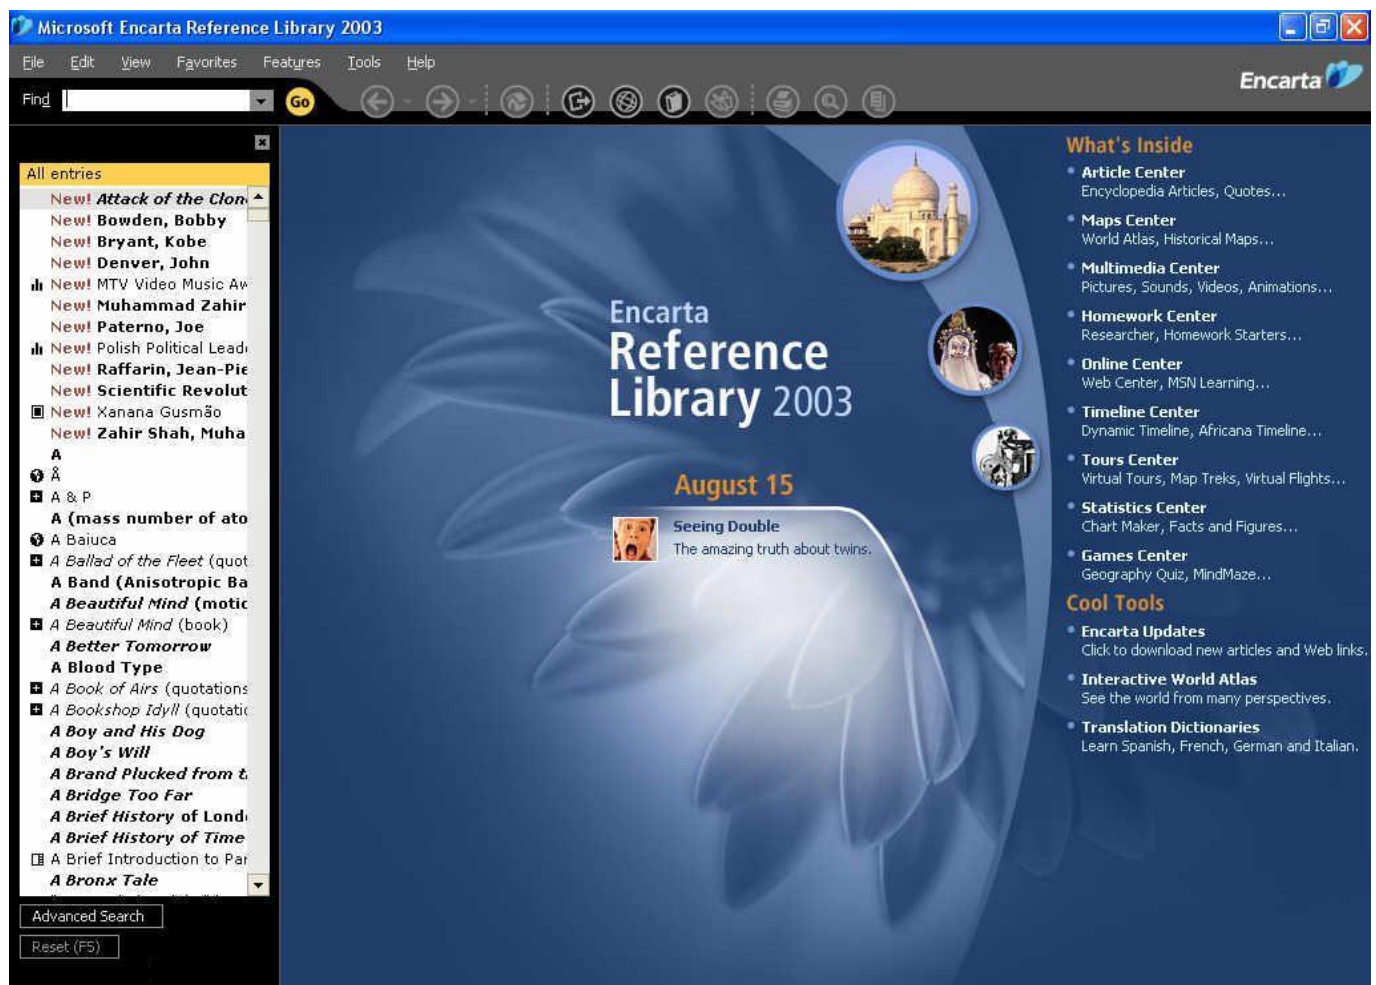 Microsoft Encarta Reference Library 2003
File Edit View Favorites Features Tools Help
Encarta
Find
Go
All entries
New! Attack of the Clon
New! Bowden, Bobby
New! Bryant, Kobe
New! Denver, John
New! MTV Video Music Aw
New! Muhammad Zahir
New! Paterno, Joe
New! Polish Political Lead
New! Raffarin, Jean-Pie
New! Scientific Revolut
New! Xanana Gusmão
New! Zahir Shah, Muha
A
Å
A & P
A (mass number of ato
A Baiuca
A Ballad of the Fleet (quot
A Band (Anisotropic Ba
A Beautiful Mind (motic
A Beautiful Mind (book)
A Better Tomorrow
A Blood Type
A Book of Airs (quotations
A Bookshop Idyll (quotatic
A Boy and His Dog
A Boy's Will
A Brand Plucked from t
A Bridge Too Far
A Brief History of Lond
A Brief History of Time
A Brief Introduction to Par
A Bronx Tale
Advanced Search
Reset (F5)
Encarta
Reference
Library 2003
August 15
Seeing Double
The amazing truth about twins.
What's Inside
Article Center
Encyclopedia Articles, Quotes...
Maps Center
World Atlas, Historical Maps...
Multimedia Center
Pictures, Sounds, Videos, Animations...
Homework Center
Researcher, Homework Starters...
Online Center
Web Center, MSN Learning...
Timeline Center
Dynamic Timeline, Africana Timeline...
Tours Center
Virtual Tours, Map Treks, Virtual Flights...
Statistics Center
Chart Maker, Facts and Figures...
Games Center
Geography Quiz, MindMaze...
Cool Tools
Encarta Updates
Click to download new articles and Web links.
Interactive World Atlas
See the world from many perspectives.
Translation Dictionaries
Learn Spanish, French, German and Italian.